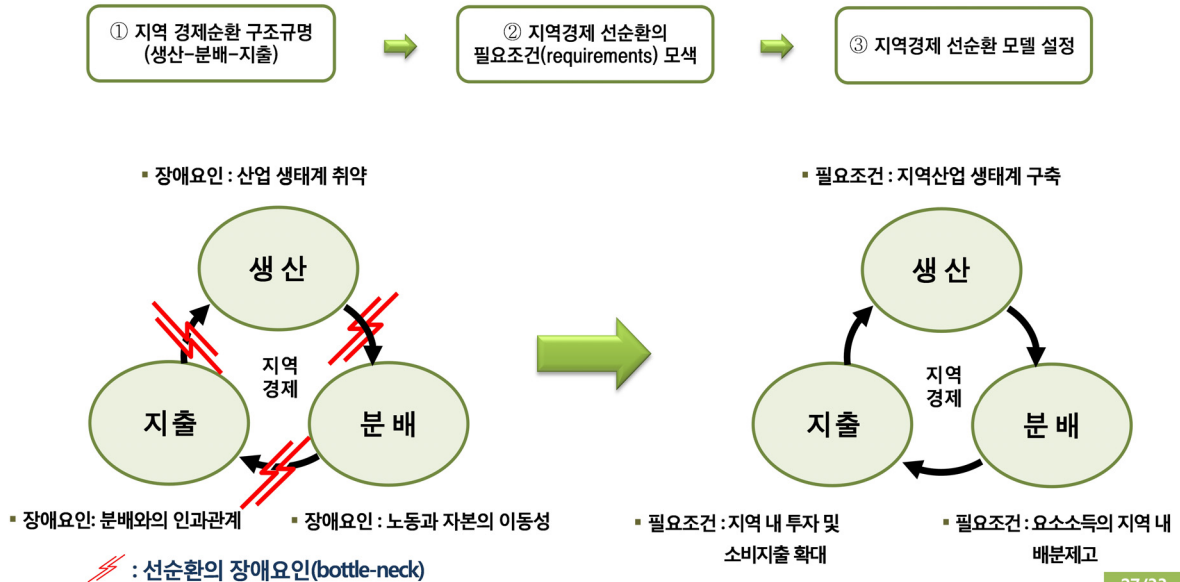 ① 지역 경제순환 구조규명
(생산-분배-지출)
② 지역경제 선순환의
필요조건(requirements) 모색
③ 지역경제 선순환 모델 설정
▪ 장애요인 : 산업 생태계 취약
생 산
지역
경제
지출
분 배
▪ 장애요인: 분배와의 인과관계
▪ 장애요인 : 노동과 자본의 이동성
: 선순환의 장애요인(bottle-neck)
▪ 필요조건 : 지역산업 생태계 구축
생 산
지역
경제
지출
분 배
▪ 필요조건 : 지역 내 투자 및
소비지출 확대
▪ 필요조건 : 요소소득의 지역 내
배분제고